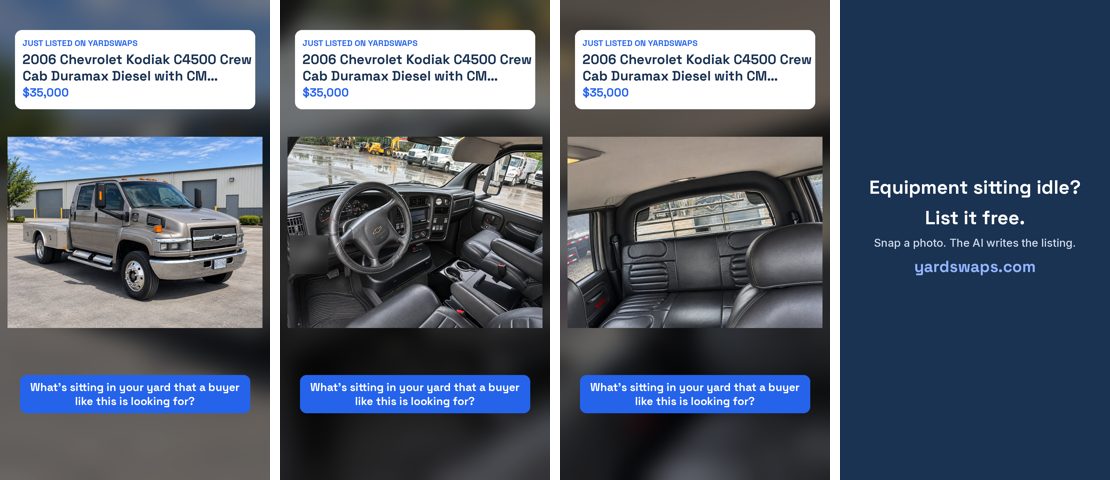 JUST LISTED ON YARDSWAPS
2006 Chevrolet Kodiak C4500 Crew
Cab Duramax Diesel with CM...
$35,000
What's sitting in your yard that a buyer
like this is looking for?
JUST LISTED ON YARDSWAPS
2006 Chevrolet Kodiak C4500 Crew
Cab Duramax Diesel with CM...
$35,000
What's sitting in your yard that a buyer
like this is looking for?
JUST LISTED ON YARDSWAPS
2006 Chevrolet Kodiak C4500 Crew
Cab Duramax Diesel with CM...
$35,000
What's sitting in your yard that a buyer
like this is looking for?
Equipment sitting idle?
List it free.
Snap a photo. The AI writes the listing.
yardswaps.com